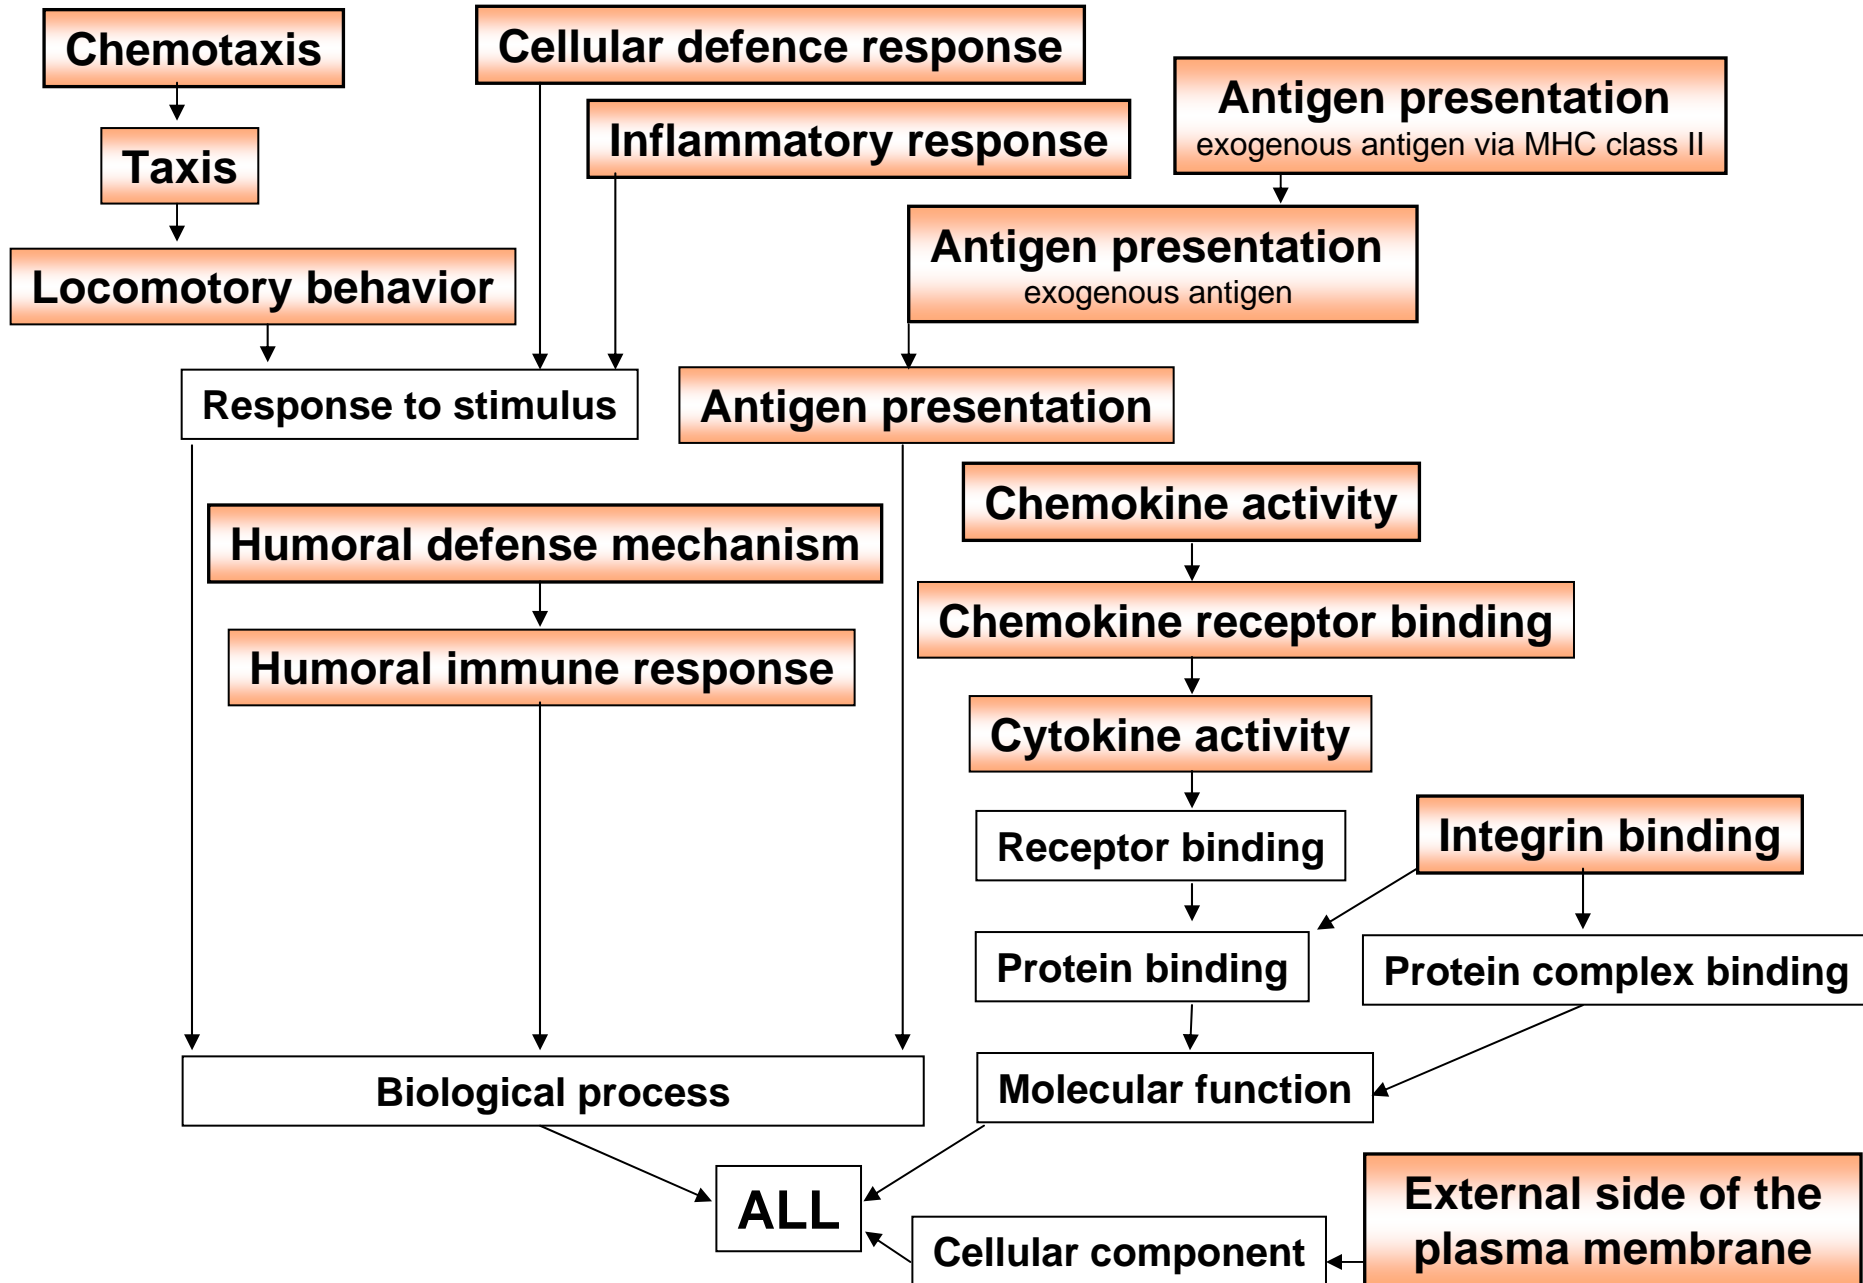 Chemotaxis
Cellular defence response
Antigen presentation
exogenous antigen via MHC class II
Inflammatory response
Taxis
Antigen presentation
exogenous antigen
Locomotory behavior
Response to stimulus
Antigen presentation
Chemokine activity
Humoral defense mechanism
Chemokine receptor binding
Humoral immune response
Cytokine activity
Receptor binding
Integrin binding
Protein binding
Protein complex binding
Biological process
Molecular function
ALL
External side of the
plasma membrane
Cellular component